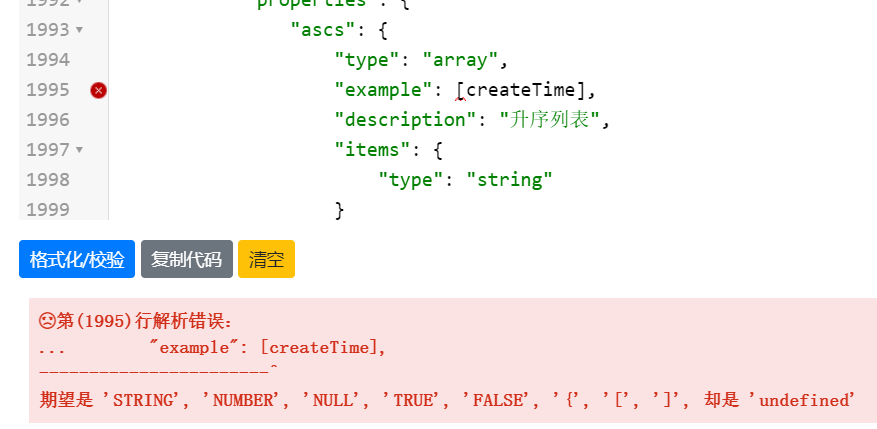 1992 "properties": {
1993 "ascs": {
1994 "type": "array",
1995 "example": [createTime],
1996 "description": "升序列表",
1997 "items": {
1998 "type": "string"
1999 }
格式化/校验 复制代码 清空
第(1995)行解析错误：
... "example": [createTime],
-----------------------^
期望是 'STRING', 'NUMBER', 'NULL', 'TRUE', 'FALSE', '{', '[', ']', 却是 'undefined'